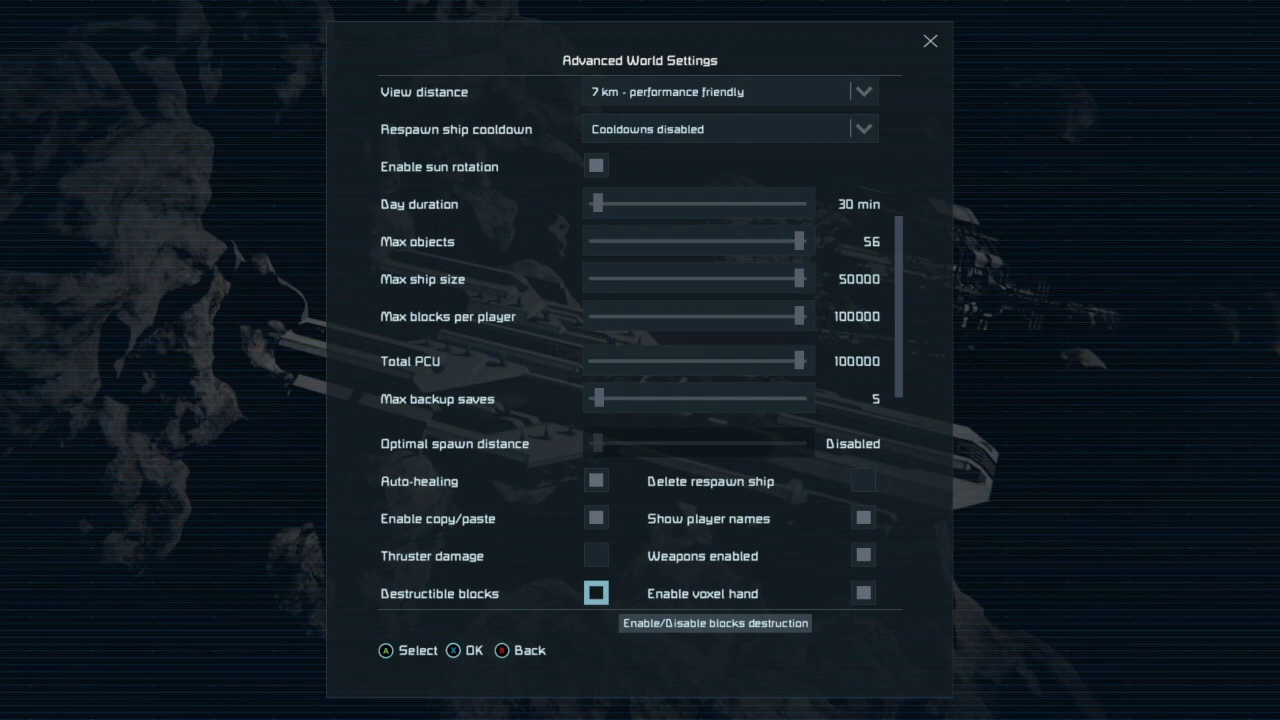 Advanced World Settings
View distance 7 km - performance friendly
Respawn ship cooldown Cooldowns disabled
Enable sun rotation
Day duration 30 min
Max objects 56
Max ship size 50000
Max blocks per player 100000
Total PCU 100000
Max backup saves 5
Optimal spawn distance Disabled
Auto-healing Delete respawn ship
Enable copy/paste Show player names
Thruster damage Weapons enabled
Destructible blocks Enable voxel hand
Enable/Disable blocks destruction
A Select X OK B Back